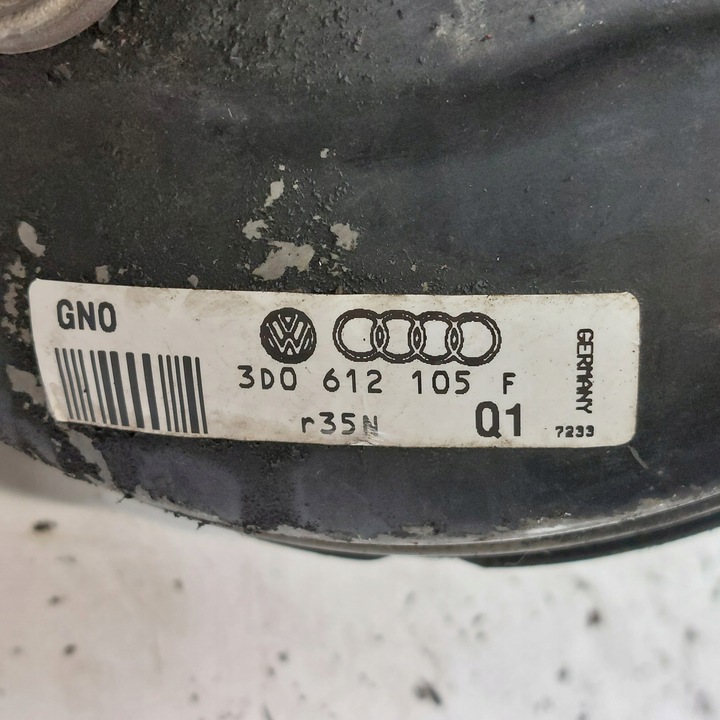 GNO
3D0 612 105 F
r35N
Q1
GERMANY
7233